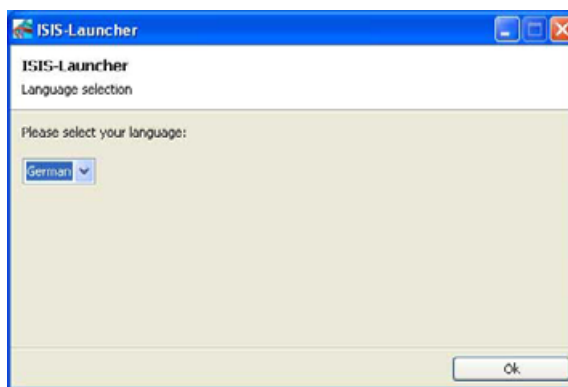 ISIS-Launcher
ISIS-Launcher
Language selection
Please select your language:
German
Ok